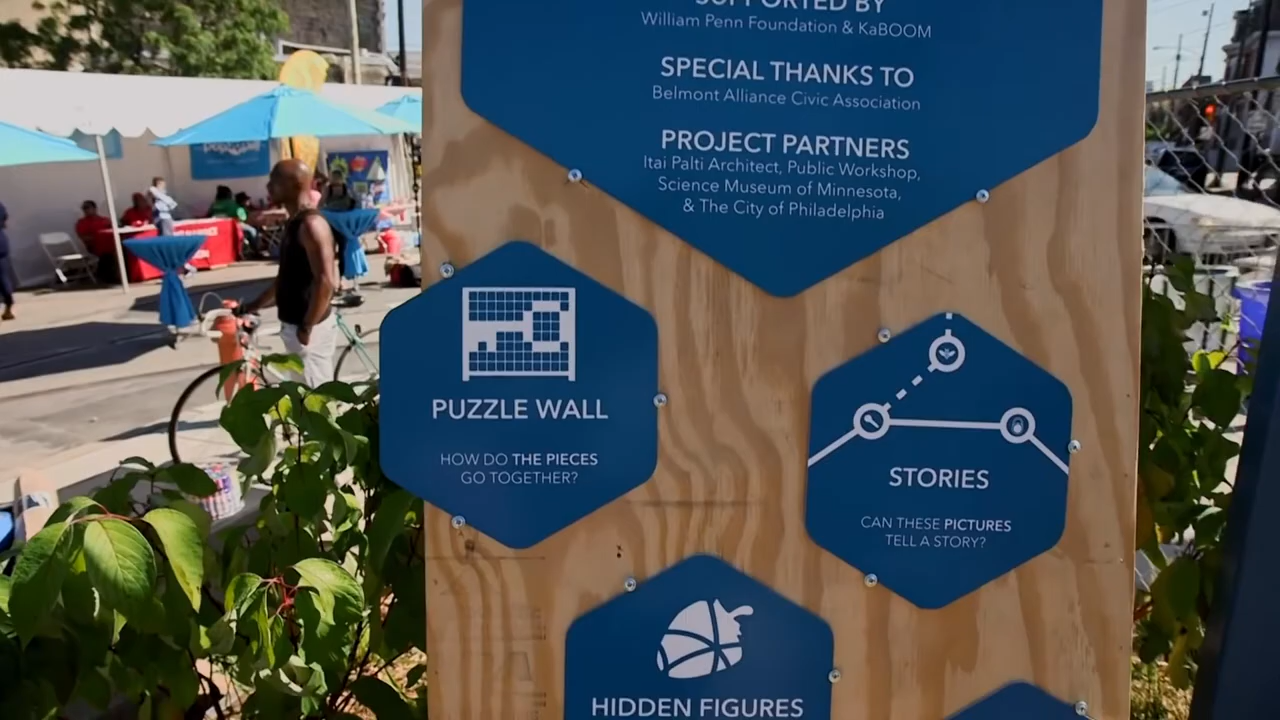 SUPPORTED BY
William Penn Foundation & KaBOOM
SPECIAL THANKS TO
Belmont Alliance Civic Association
PROJECT PARTNERS
Itai Palti Architect, Public Workshop,
Science Museum of Minnesota,
& The City of Philadelphia
PUZZLE WALL
HOW DO THE PIECES
GO TOGETHER?
STORIES
CAN THESE PICTURES
TELL A STORY?
HIDDEN FIGURES